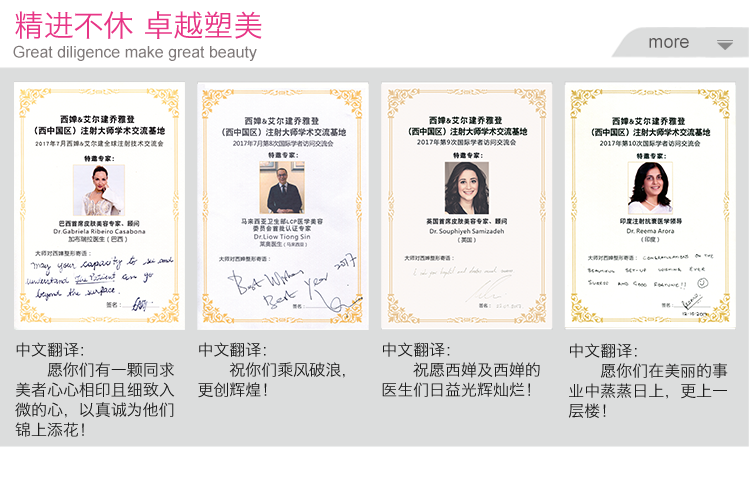 精进不休 卓越塑美
Great diligence make great beauty
more
西婵&艾尔建乔雅登
(西中国区)注射大师学术交流基地
2017年7月西婵&艾尔建全球注射技术交流会
特邀专家:
巴西首席皮肤美容专家、顾问
Dr.Gabriela Ribeiro Casabona
加布瑞拉医生(巴西)
大师对西婵整形寄语:
May your capacity to see and
understand the Patient can go
beyond the surface.
签名:
中文翻译:
愿你们有一颗同求
美者心心相印且细致入
微的心,以真诚为他们
锦上添花!
西婵&艾尔建乔雅登
(西中国区)注射大师学术交流基地
2017年7月第8次国际学者访问交流会
特邀专家:
马来西亚卫生部LCP医学美容
委员会首批认证专家
Dr.Liow Tiong Sin
大师对西婵整形寄语:
Best Wishes
Best Year 2017
签名:
中文翻译:
祝你们乘风破浪,
更创辉煌!
西婵&艾尔建乔雅登
(西中国区)注射大师学术交流基地
2017年第9次国际学者访问交流会
特邀专家:
英国首席皮肤美容专家、顾问
Dr. Souphiyeh Samizadeh
(英国)
大师对西婵整形寄语:
签名:
中文翻译:
祝愿西婵及西婵的
医生们日益光辉灿烂!
西婵&艾尔建乔雅登
(西中国区)注射大师学术交流基地
2017年第10次国际学者访问交流会
特邀专家:
印度注射抗衰医学领导
Dr.Reema Arora
(印度)
大师对西婵整形寄语:
CONGRATULATIONS ON THE
BEAUTIFUL SET-UP WISHING EVER
SUCCESS AND GOOD FORTUNE!!
签名:
中文翻译:
愿你们在美丽的事
业中蒸蒸日上,更上一
层楼!